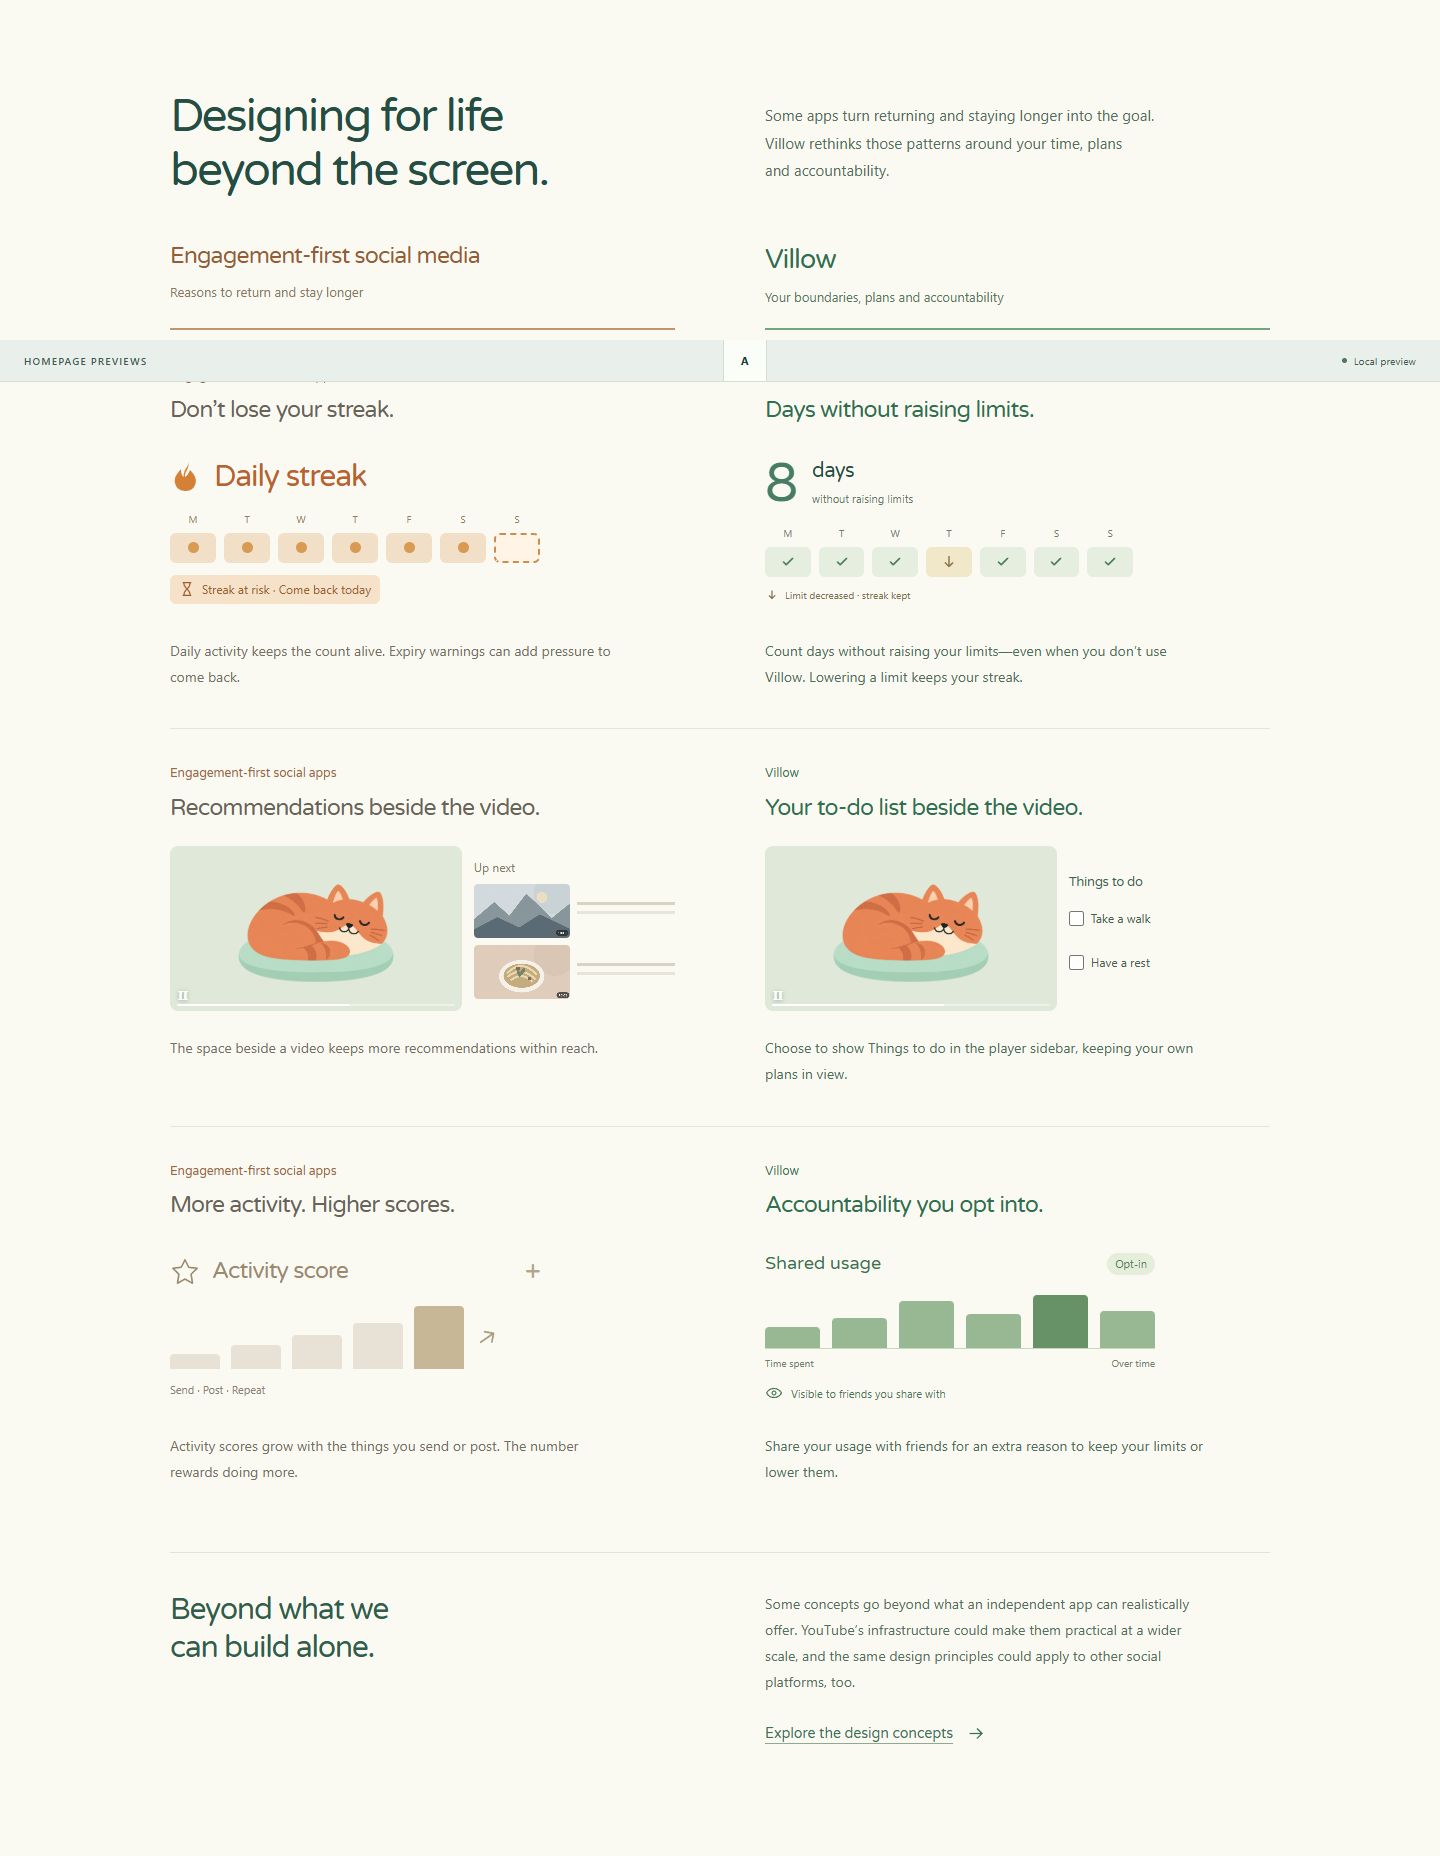 Designing for life
beyond the screen.
Some apps turn returning and staying longer into the goal.
Villow rethinks those patterns around your time, plans
and accountability.
Engagement-first social media
Reasons to return and stay longer
Villow
Your boundaries, plans and accountability
HOMEPAGE PREVIEWS
A
Local preview
Don’t lose your streak.
Daily streak
M T W T F S S
Streak at risk · Come back today
Daily activity keeps the count alive. Expiry warnings can add pressure to
come back.
Days without raising limits.
8 days
without raising limits
M T W T F S S
Limit decreased · streak kept
Count days without raising your limits—even when you don’t use
Villow. Lowering a limit keeps your streak.
Engagement-first social apps
Recommendations beside the video.
Up next
The space beside a video keeps more recommendations within reach.
Villow
Your to-do list beside the video.
Things to do
Take a walk
Have a rest
Choose to show Things to do in the player sidebar, keeping your own
plans in view.
Engagement-first social apps
More activity. Higher scores.
Activity score +
Send · Post · Repeat
Activity scores grow with the things you send or post. The number
rewards doing more.
Villow
Accountability you opt into.
Shared usage
Opt-in
Time spent
Over time
Visible to friends you share with
Share your usage with friends for an extra reason to keep your limits or
lower them.
Beyond what we
can build alone.
Some concepts go beyond what an independent app can realistically
offer. YouTube’s infrastructure could make them practical at a wider
scale, and the same design principles could apply to other social
platforms, too.
Explore the design concepts →